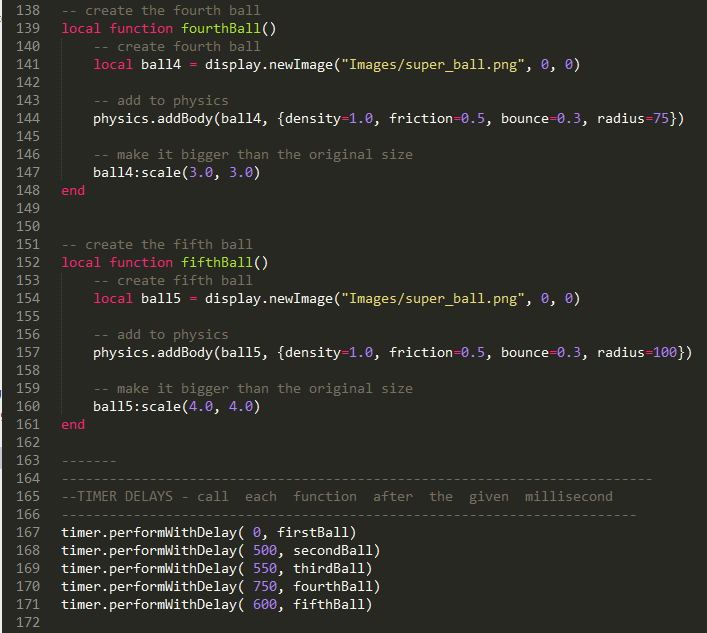 138 -- create the fourth ball
139 local function fourthBall()
140 -- create fourth ball
141 local ball4 = display.newImage("Images/super_ball.png", 0, 0)
142
143 -- add to physics
144 physics.addBody(ball4, {density=1.0, friction=0.5, bounce=0.3, radius=75})
145
146 -- make it bigger than the original size
147 ball4:scale(3.0, 3.0)
148 end
149
150
151 -- create the fifth ball
152 local function fifthBall()
153 -- create fifth ball
154 local ball5 = display.newImage("Images/super_ball.png", 0, 0)
155
156 -- add to physics
157 physics.addBody(ball5, {density=1.0, friction=0.5, bounce=0.3, radius=100})
158
159 -- make it bigger than the original size
160 ball5:scale(4.0, 4.0)
161 end
162
163 -------
164 --------------------------------------------------------------------------
165 --TIMER DELAYS - call each function after the given millisecond
166 ------------------------------------------------------------------------
167 timer.performWithDelay( 0, firstBall)
168 timer.performWithDelay( 500, secondBall)
169 timer.performWithDelay( 550, thirdBall)
170 timer.performWithDelay( 750, fourthBall)
171 timer.performWithDelay( 600, fifthBall)
172